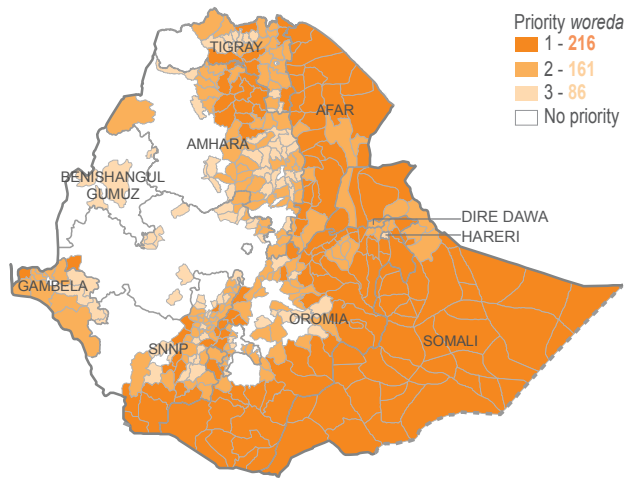 Priority woreda
1 - 216
2 - 161
3 - 86
No priority
TIGRAY
AFAR
AMHARA
BENISHANGUL
GUMUZ
DIRE DAWA
HARERI
GAMBELA
OROMIA
SOMALI
SNNP